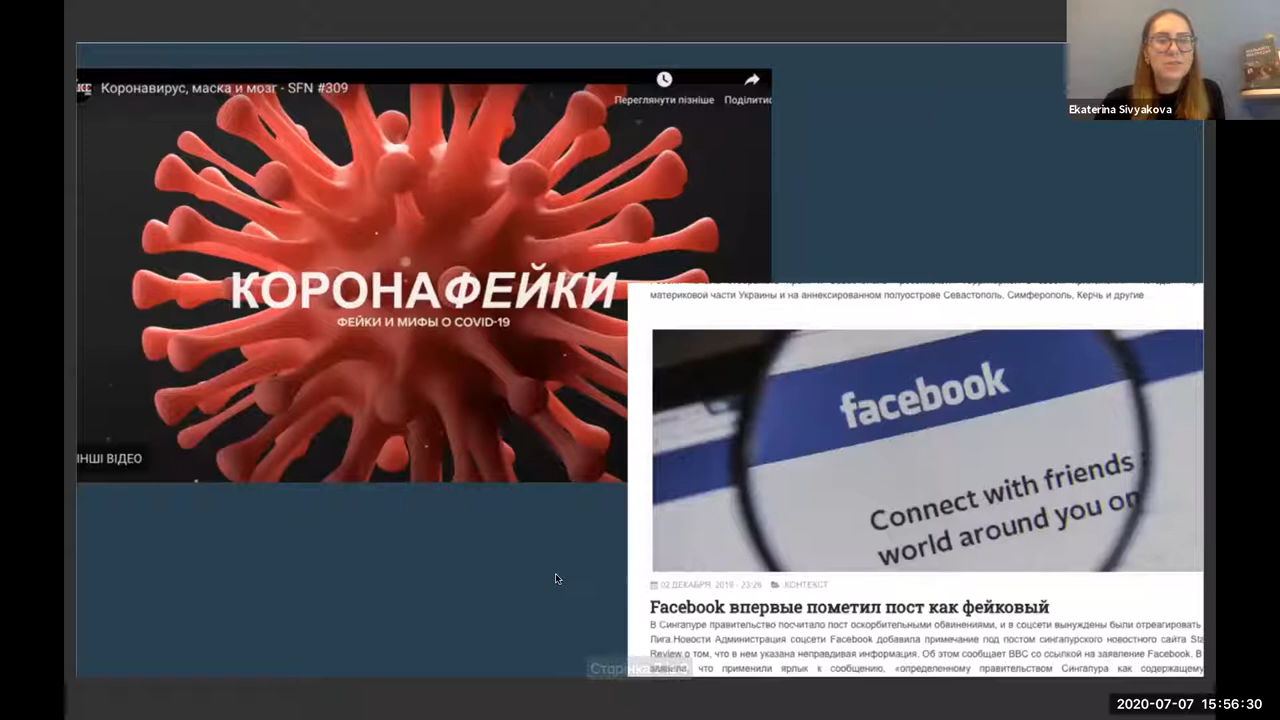 Коронавирус, маска и мозг - SFN #309
Переглянути пізніше
Поділитис
Ekaterina Sivyakova
КОРОНАФЕЙКИ
ФЕЙКИ И МИФЫ О COVID-19
ІНШІ ВІДЕО
материковой части Украины и на аннексированном полуострове Севастополь, Симферополь, Керчь и другие
facebook
Connect with friends
world around you on
02 ДЕКАБРЯ, 2019 - 23:26 КОНТЕКСТ
Facebook впервые пометил пост как фейковый
В Сингапуре правительство посчитало пост оскорбительными обвинениями, и в соцсети вынуждены были отреагировать
Лига.Новости Администрация соцсети Facebook добавила примечание под постом сингапурского новостного сайта Sta
Review о том, что в нем указана неправдивая информация. Об этом сообщает BBC со ссылкой на заявление Facebook. В
что применили ярлык к сообщению, «определенному правительством Сингапура как содержащему
Сторінка
2020-07-07 15:56:30